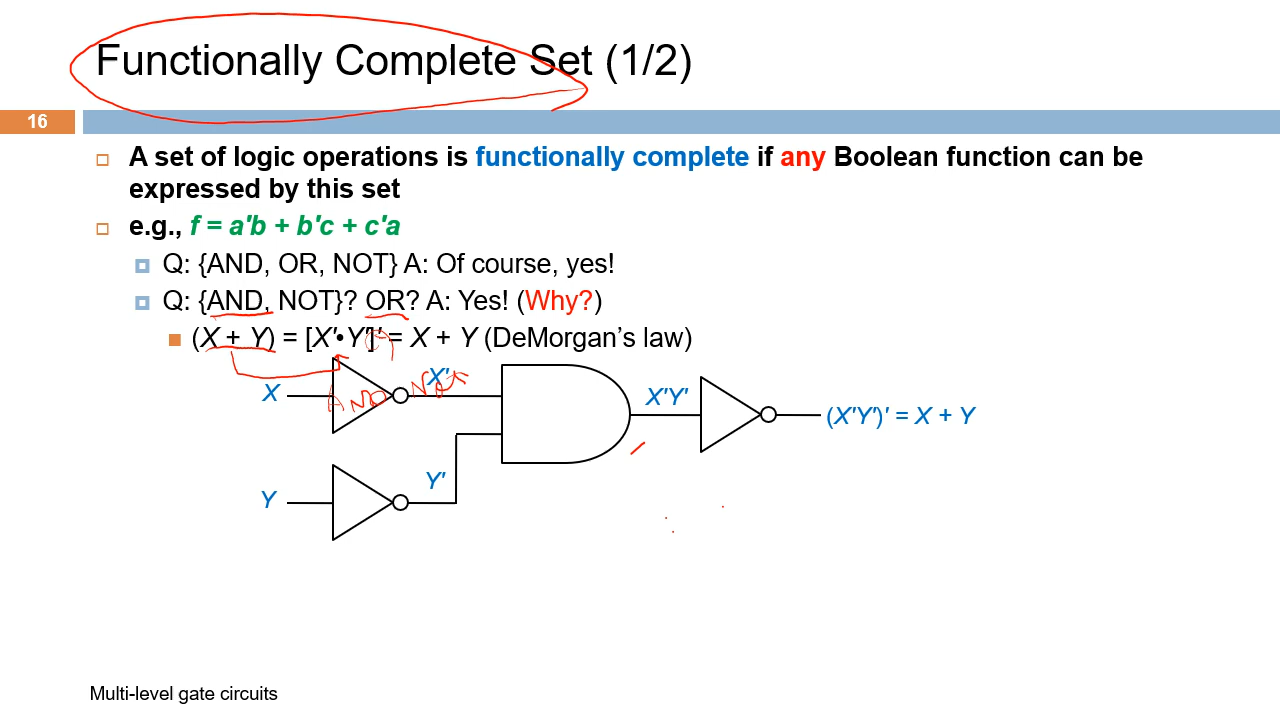 Functionally Complete Set (1/2)
16
A set of logic operations is functionally complete if any Boolean function can be
expressed by this set
e.g., f = a'b + b'c + c'a
Q: {AND, OR, NOT} A: Of course, yes!
Q: {AND, NOT}? OR? A: Yes! (Why?)
(X + Y) = [X'•Y']' = X + Y (DeMorgan's law)
X
X'
AND NOT
X'Y'
(X'Y')' = X + Y
Y'
Y
Multi-level gate circuits